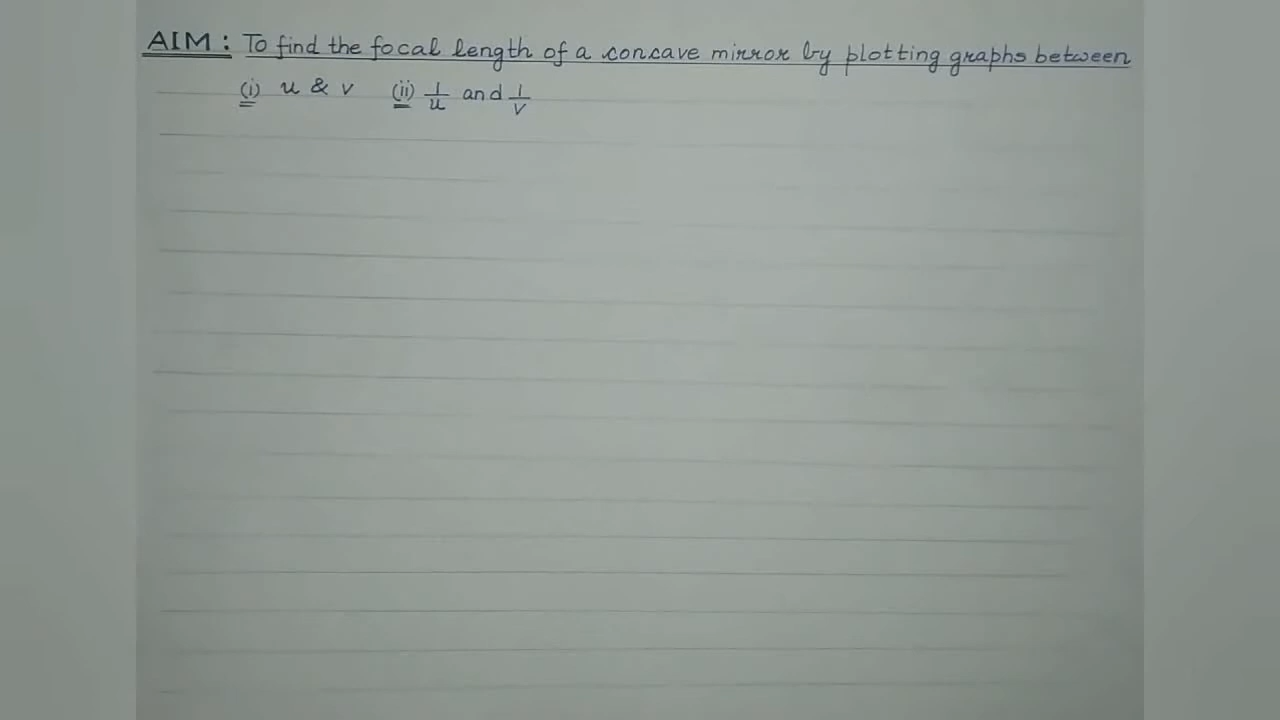 AIM: To find the focal length of a concave mirror by plotting graphs between
(i) u & v (ii) 1/u and 1/v